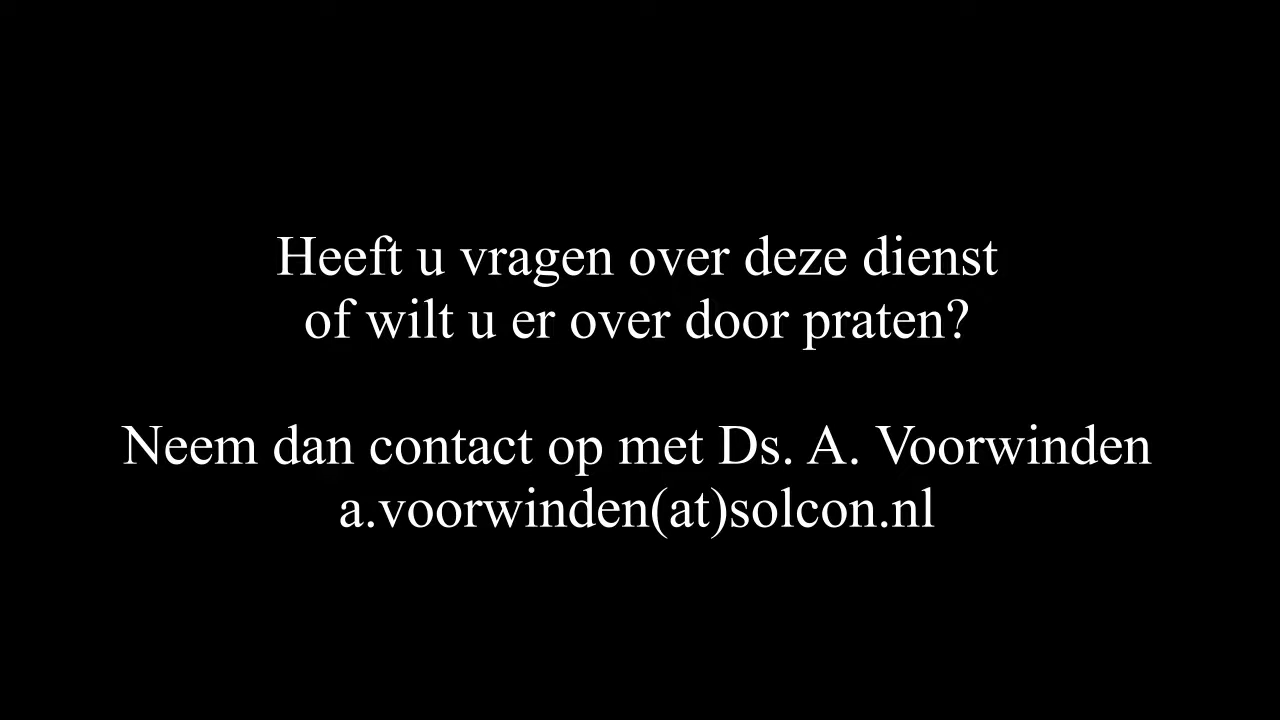 Heeft u vragen over deze dienst
of wilt u er over door praten?
Neem dan contact op met Ds. A. Voorwinden
a.voorwinden(at)solcon.nl